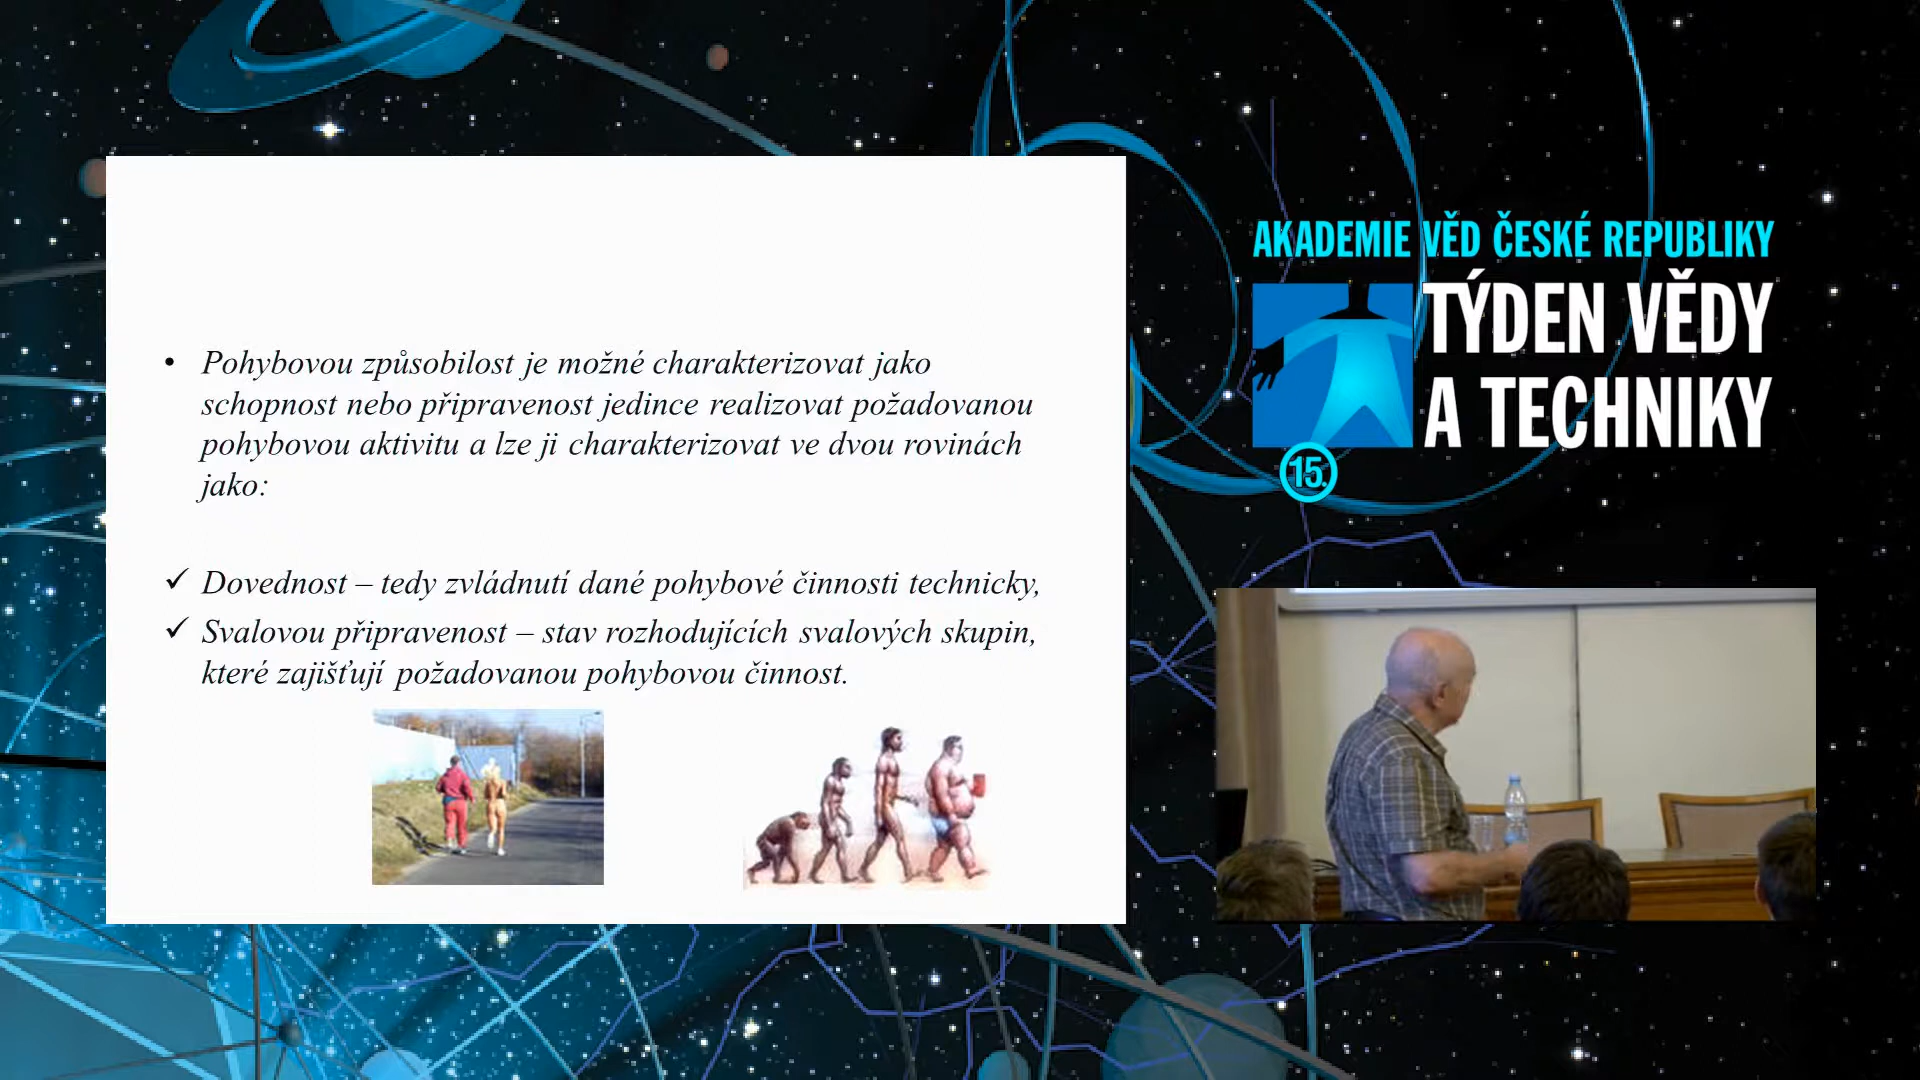 • Pohybovou způsobilost je možné charakterizovat jako
schopnost nebo připravenost jedince realizovat požadovanou
pohybovou aktivitu a lze ji charakterizovat ve dvou rovinách
jako:
✓ Dovednost – tedy zvládnutí dané pohybové činnosti technicky,
✓ Svalovou připravenost – stav rozhodujících svalových skupin,
které zajišťují požadovanou pohybovou činnost.
AKADEMIE VĚD ČESKÉ REPUBLIKY
TÝDEN VĚDY
A TECHNIKY
15.